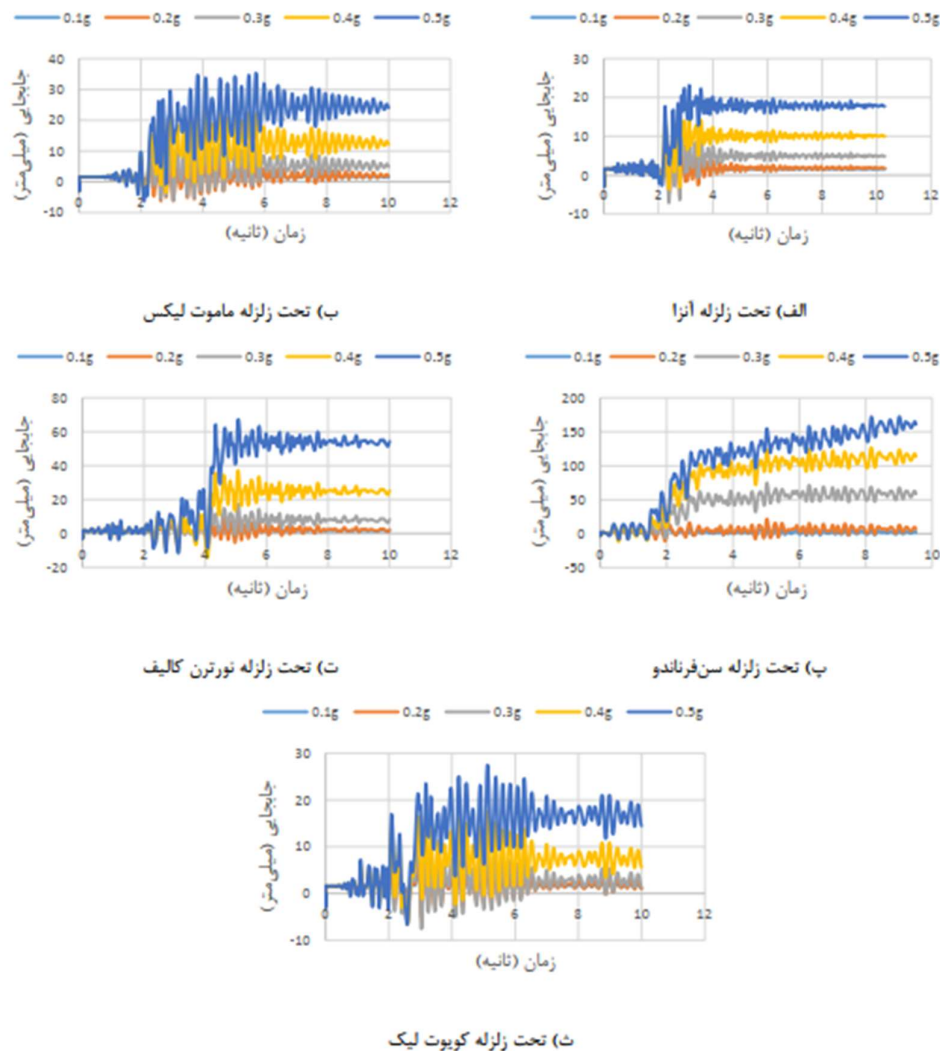 0.1g 0.2g 0.3g 0.4g 0.5g
جابجایی (میلی‌متر)
30
20
10
0
-10
0 2 4 6 8 10 12
زمان (ثانیه)
الف) تحت زلزله آنزا
0.1g 0.2g 0.3g 0.4g 0.5g
جابجایی (میلی‌متر)
40
30
20
10
0
-10
0 2 4 6 8 10 12
زمان (ثانیه)
ب) تحت زلزله ماموت لیکس
0.1g 0.2g 0.3g 0.4g 0.5g
جابجایی (میلی‌متر)
200
150
100
50
0
-50
0 2 4 6 8 10
زمان (ثانیه)
پ) تحت زلزله سن‌فرناندو
0.1g 0.2g 0.3g 0.4g 0.5g
جابجایی (میلی‌متر)
80
60
40
20
0
-20
0 2 4 6 8 10 12
زمان (ثانیه)
ت) تحت زلزله نورترن کالیف
0.1g 0.2g 0.3g 0.4g 0.5g
جابجایی (میلی‌متر)
30
20
10
0
-10
0 2 4 6 8 10 12
زمان (ثانیه)
ث) تحت زلزله کویوت لیک